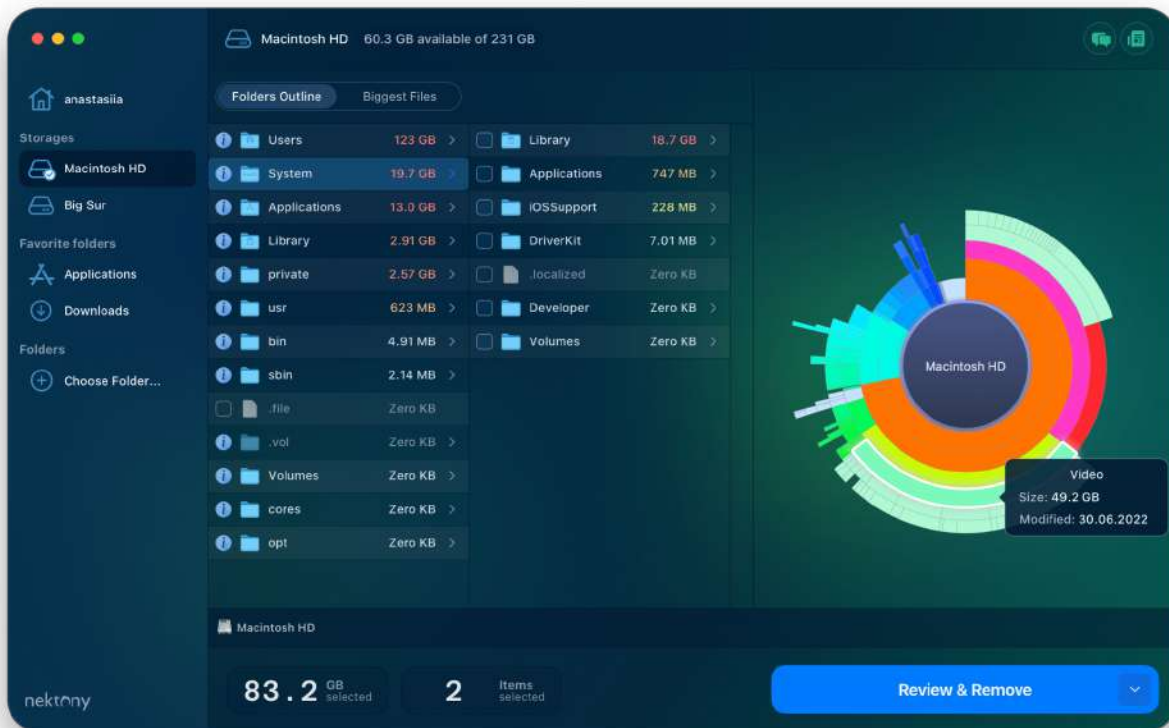 Macintosh HD 60.3 GB available of 231 GB
anastasiia
Storages
Macintosh HD
Big Sur
Favorite folders
Applications
Downloads
Folders
Choose Folder...
nektony
Folders Outline Biggest Files
Users 123 GB
System 19.7 GB
Applications 13.0 GB
Library 2.91 GB
private 2.57 GB
usr 623 MB
bin 4.91 MB
sbin 2.14 MB
.file Zero KB
.vol Zero KB
Volumes Zero KB
cores Zero KB
opt Zero KB
Library 18.7 GB
Applications 747 MB
iOSSupport 228 MB
DriverKit 7.01 MB
.localized Zero KB
Developer Zero KB
Volumes Zero KB
Macintosh HD
Video
Size: 49.2 GB
Modified: 30.06.2022
Macintosh HD
83.2 GB selected
2 Items selected
Review & Remove